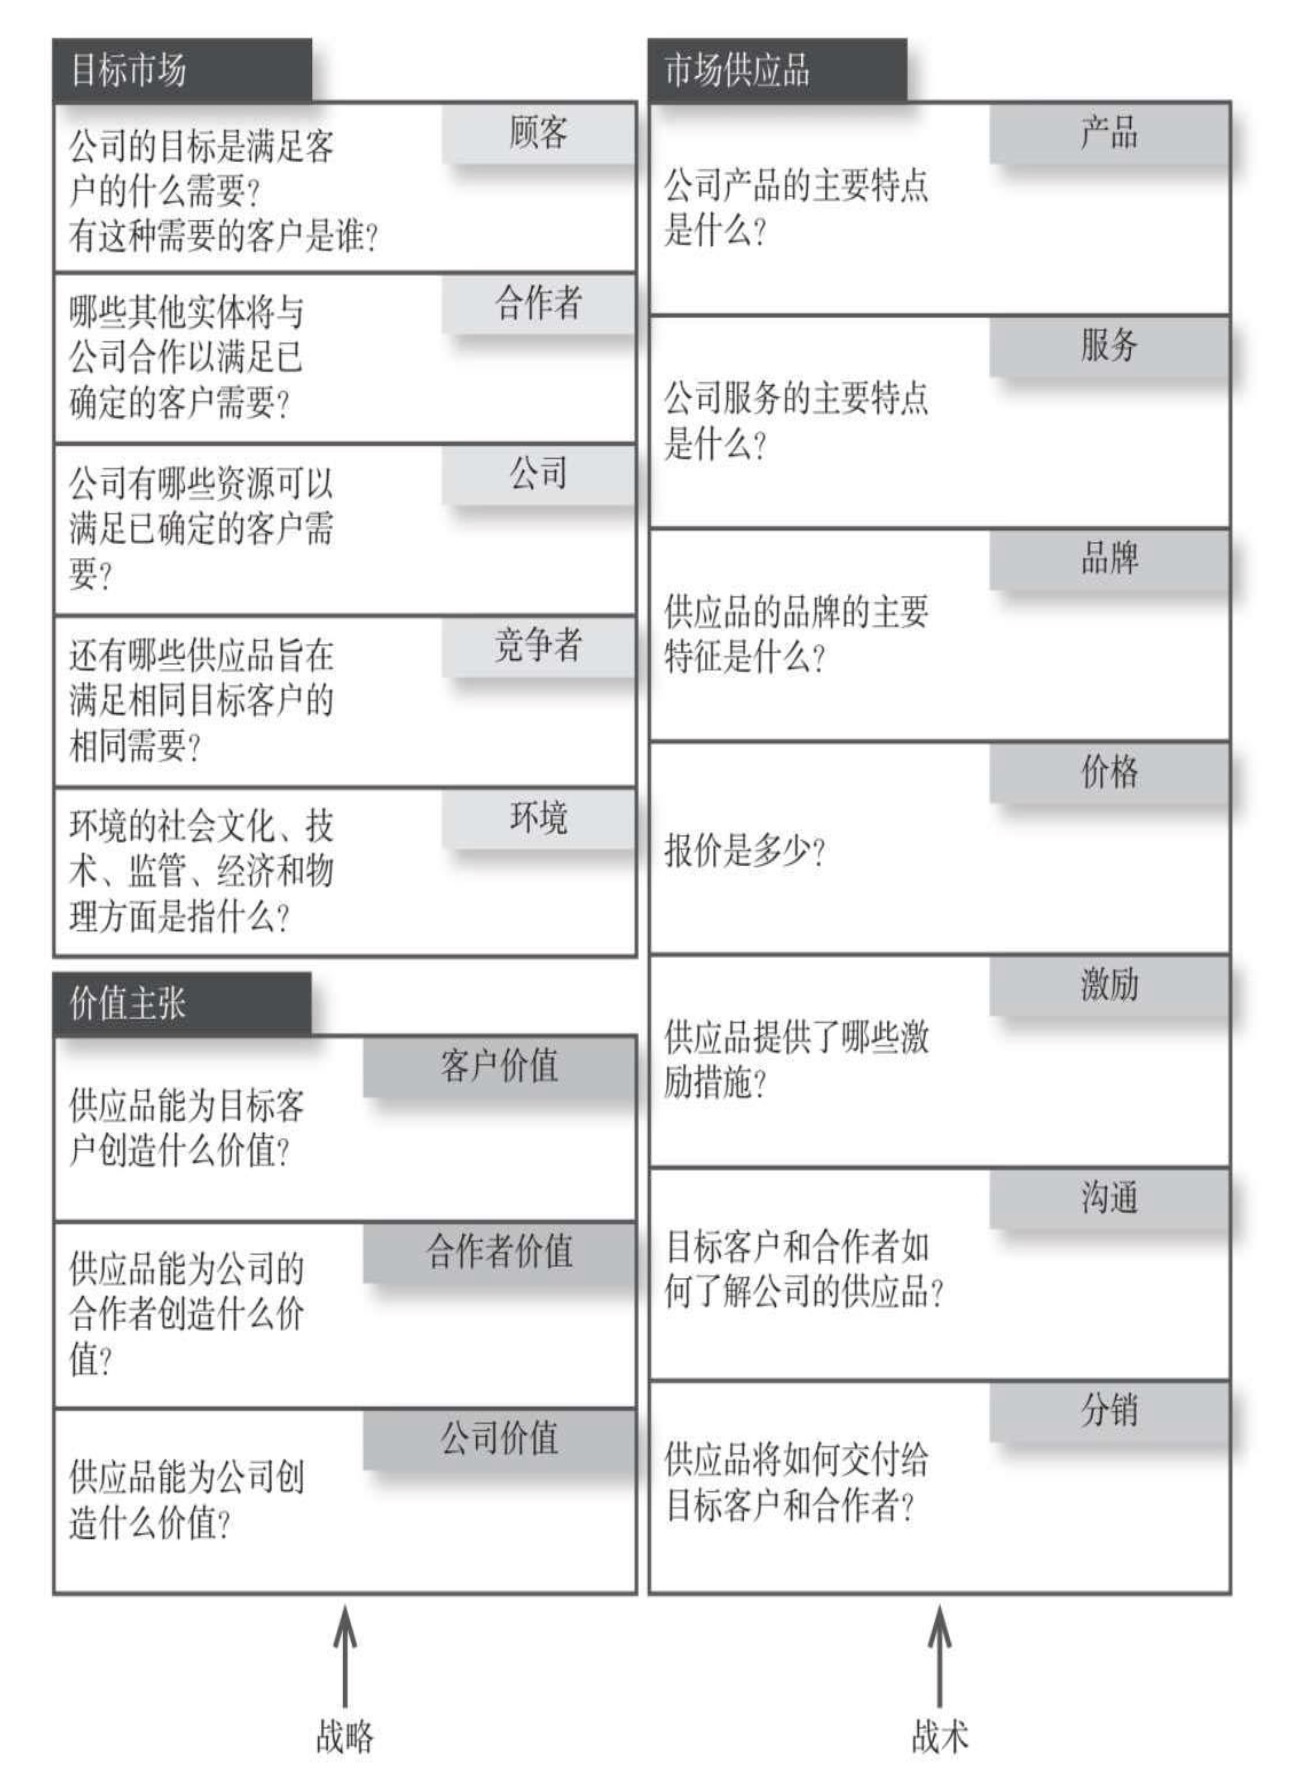 目标市场
顾客
公司的目标是满足客
户的什么需要？
有这种需要的客户是谁？
合作者
哪些其他实体将与
公司合作以满足已
确定的客户需要？
公司
公司有哪些资源可以
满足已确定的客户需
要？
竞争者
还有哪些供应品旨在
满足相同目标客户的
相同需要？
环境
环境的社会文化、技
术、监管、经济和物
理方面是指什么？
价值主张
客户价值
供应品能为目标客
户创造什么价值？
合作者价值
供应品能为公司的
合作者创造什么价
值？
公司价值
供应品能为公司创
造什么价值？
战略
市场供应品
产品
公司产品的主要特点
是什么？
服务
公司服务的主要特点
是什么？
品牌
供应品的品牌的主要
特征是什么？
价格
报价是多少？
激励
供应品提供了哪些激
励措施？
沟通
目标客户和合作者如
何了解公司的供应品？
分销
供应品将如何交付给
目标客户和合作者？
战术